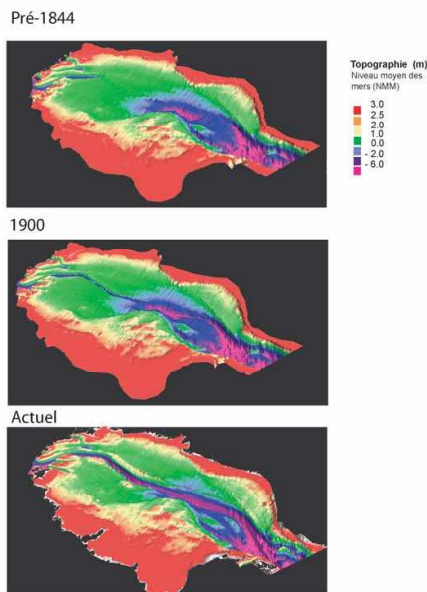 Pré-1844
Topographie (m)
Niveau moyen des
mers (NMM)
3.0
2.5
2.0
1.0
0.0
- 2.0
- 6.0
1900
Actuel